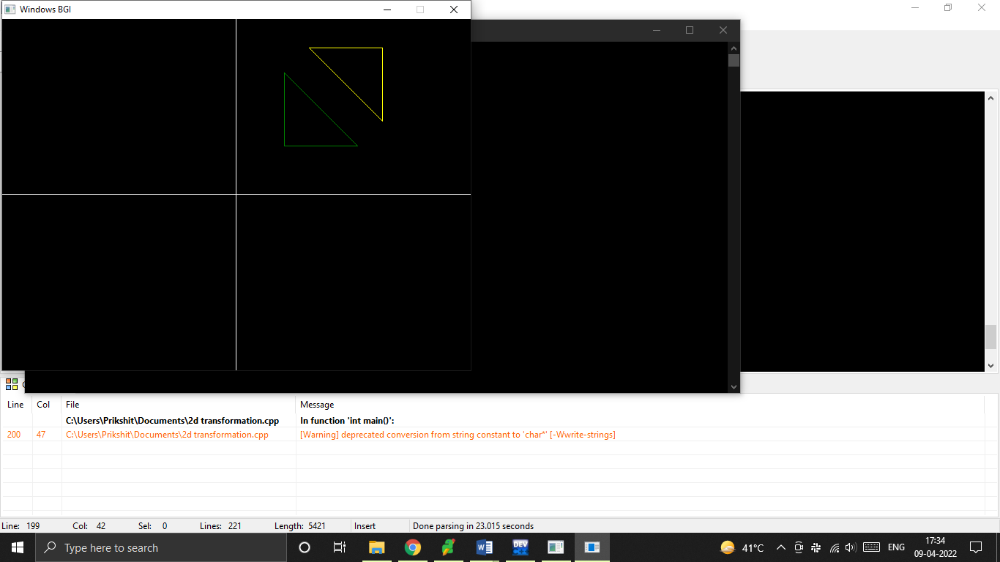 Windows BGI
Line Col File Message
C:\Users\Prikshit\Documents\2d transformation.cpp In function 'int main()':
200 47 C:\Users\Prikshit\Documents\2d transformation.cpp [Warning] deprecated conversion from string constant to 'char*' [-Wwrite-strings]
Line: 199 Col: 42 Sel: 0 Lines: 221 Length: 5421 Insert Done parsing in 23.015 seconds
Type here to search
DEV
41°C
ENG
17:34
09-04-2022